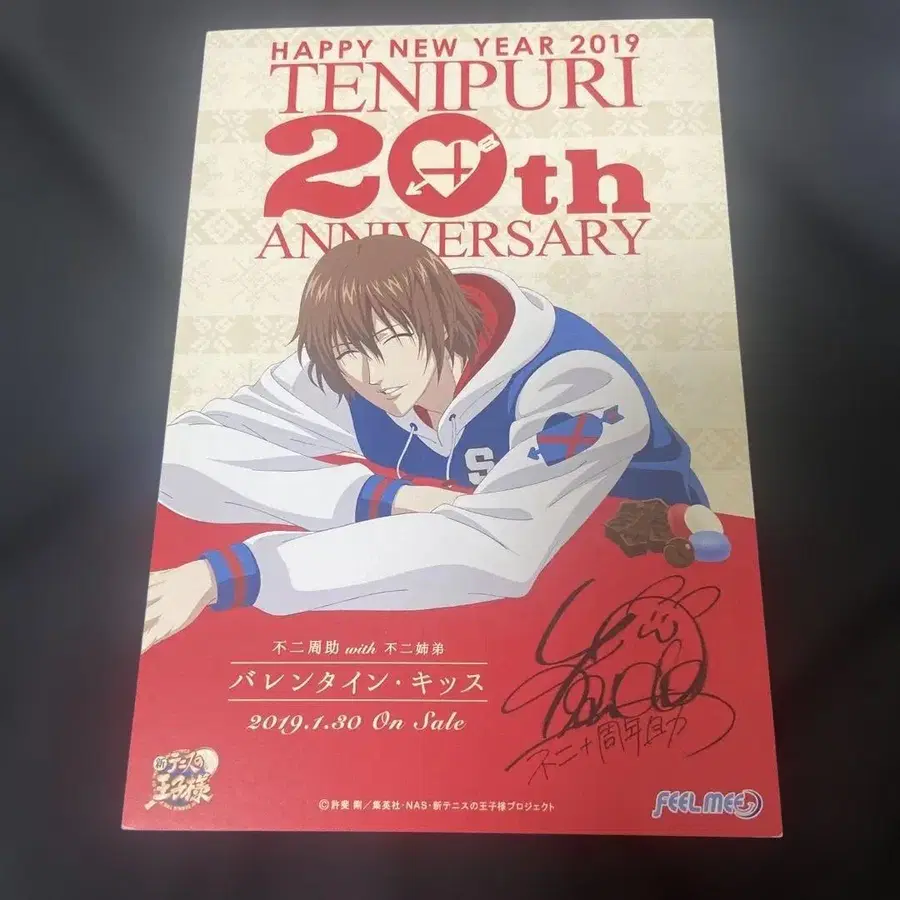 HAPPY NEW YEAR 2019
TENIPURI
20th
ANNIVERSARY
S
不二周助 with 不二姉弟
バレンタイン・キッス
2019.1.30 On Sale
不二十周年助
新テニスの
王子様
©許斐 剛／集英社・NAS・新テニスの王子様プロジェクト
FEEL MEE